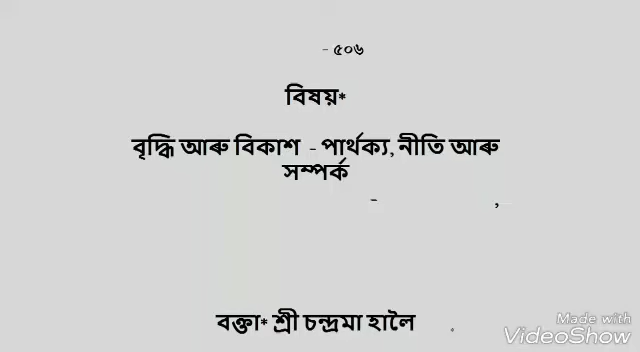 - ৫০৬
বিষয়*
বৃদ্ধি আৰু বিকাশ - পাৰ্থক্য, নীতি আৰু
সম্পৰ্ক
- ,
বক্তা* শ্ৰী চন্দ্ৰমা হালৈ .
Made with
VideoShow